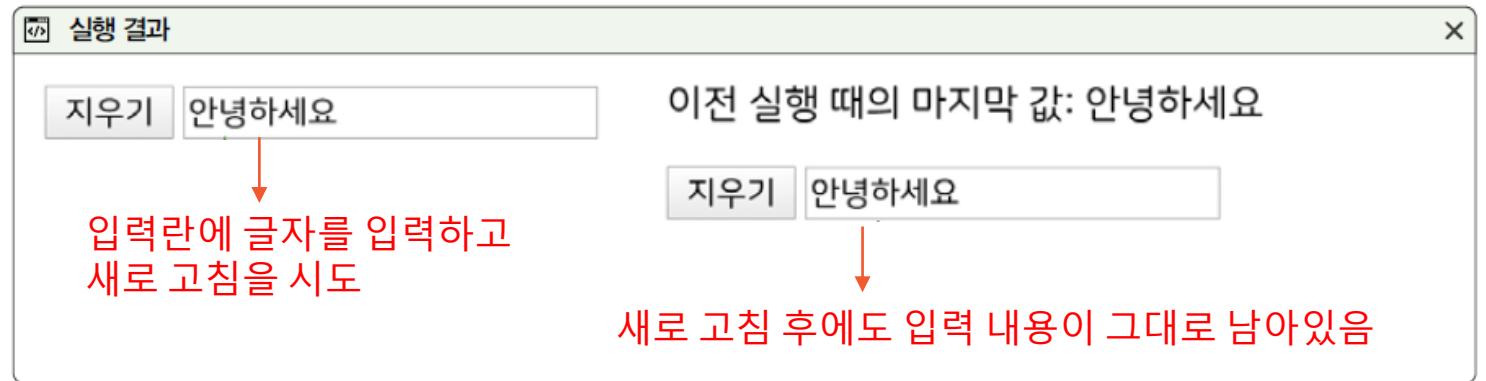 실행 결과
지우기 안녕하세요
입력란에 글자를 입력하고
새로 고침을 시도
이전 실행 때의 마지막 값: 안녕하세요
지우기 안녕하세요
새로 고침 후에도 입력 내용이 그대로 남아있음